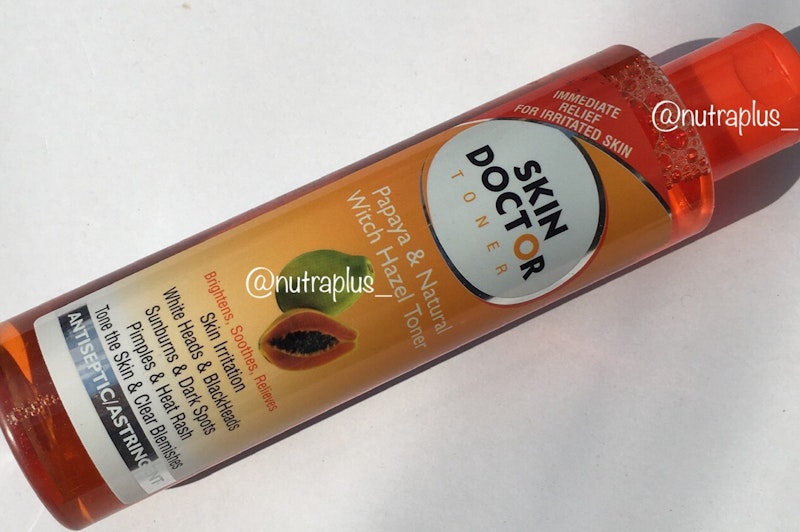 IMMEDIATE
RELIEF
FOR IRRITATED SKIN
@nutraplus_
SKIN
DOCTOR
TONER
Papaya & Natural
Witch Hazel Toner
@nutraplus_
Brightens, Soothes, Relieves
Skin Irritation
White Heads & BlackHeads
Sunburns & Dark Spots
Pimples & Heat Rash
Tone the Skin & Clear Blemishes
ANTISEPTIC/ASTRINGENT